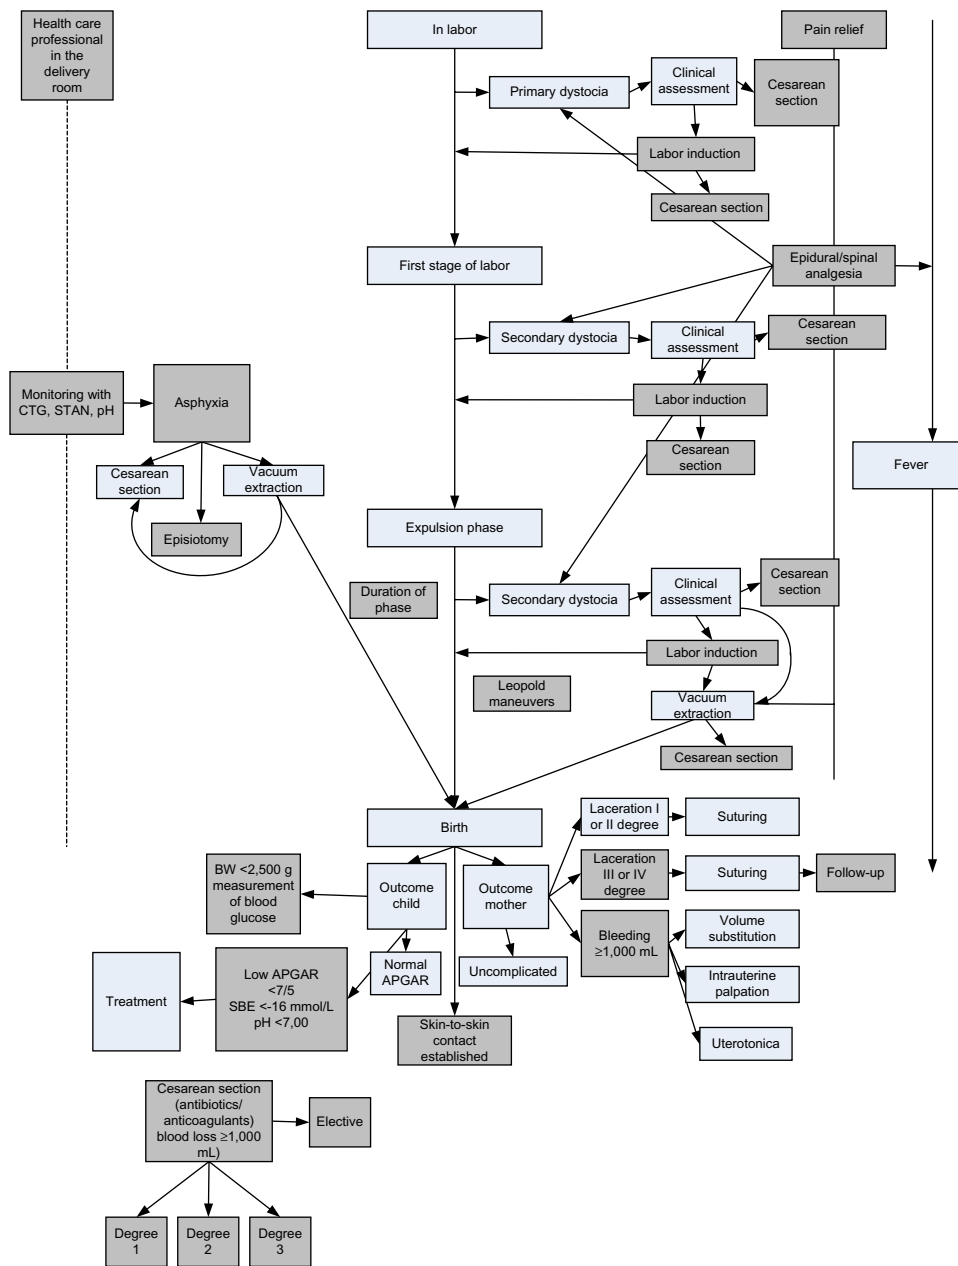 Health care
professional
in the
delivery
room
In labor
Pain relief
Primary dystocia
Clinical
assessment
Cesarean
section
Labor induction
Cesarean section
First stage of labor
Epidural/spinal
analgesia
Secondary dystocia
Clinical
assessment
Cesarean
section
Monitoring with
CTG, STAN, pH
Asphyxia
Labor induction
Cesarean
section
Fever
Cesarean
section
Vacuum
extraction
Episiotomy
Expulsion phase
Duration of
phase
Secondary dystocia
Clinical
assessment
Cesarean
section
Labor induction
Leopold
maneuvers
Vacuum
extraction
Cesarean section
Birth
Laceration I
or II degree
Suturing
BW <2,500 g
measurement
of blood
glucose
Outcome
child
Outcome
mother
Laceration
III or IV
degree
Suturing
Follow-up
Bleeding
≥1,000 mL
Volume
substitution
Normal
APGAR
Uncomplicated
Intrauterine
palpation
Treatment
Low APGAR
<7/5
SBE <-16 mmol/L
pH <7,00
Skin-to-skin
contact
established
Uterotonica
Cesarean section
(antibiotics/
anticoagulants)
blood loss ≥1,000
mL)
Elective
Degree
1
Degree
2
Degree
3